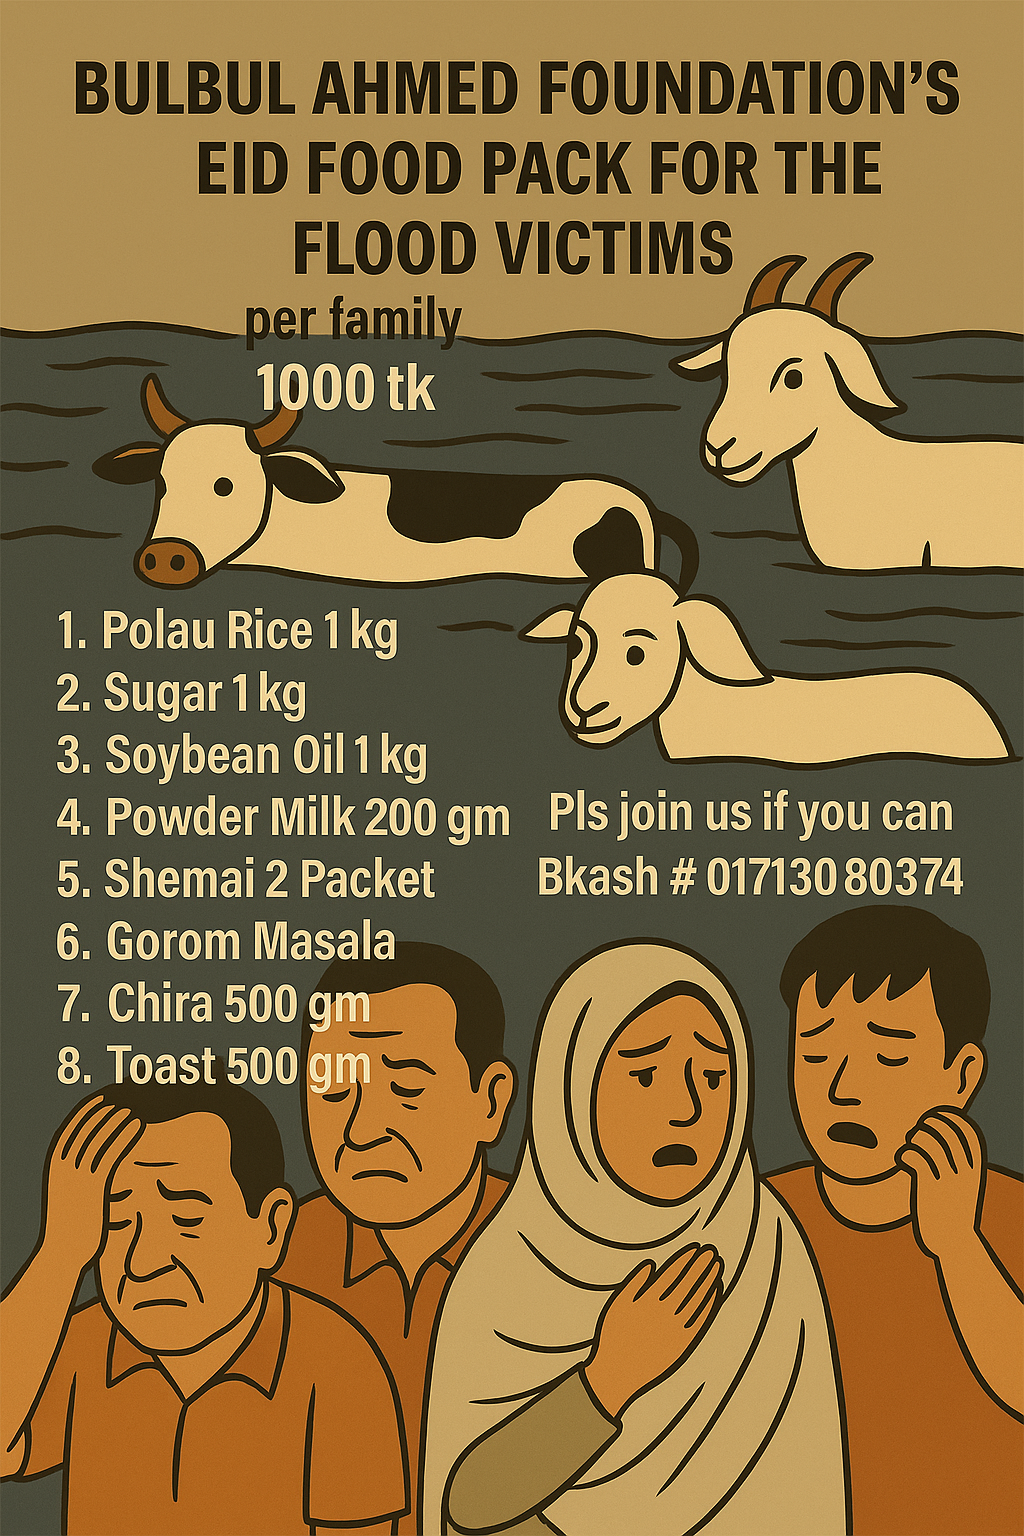 BULBUL AHMED FOUNDATION'S
EID FOOD PACK FOR THE
FLOOD VICTIMS
per family
1000 tk
1. Polau Rice 1 kg
2. Sugar 1 kg
3. Soybean Oil 1 kg
4. Powder Milk 200 gm
5. Shemai 2 Packet
6. Gorom Masala
7. Chira 500 gm
8. Toast 500 gm
Pls join us if you can
Bkash # 01713080374